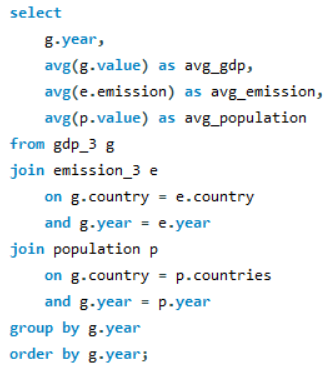 select
    g.year,
    avg(g.value) as avg_gdp,
    avg(e.emission) as avg_emission,
    avg(p.value) as avg_population
from gdp_3 g
join emission_3 e
    on g.country = e.country
    and g.year = e.year
join population p
    on g.country = p.countries
    and g.year = p.year
group by g.year
order by g.year;